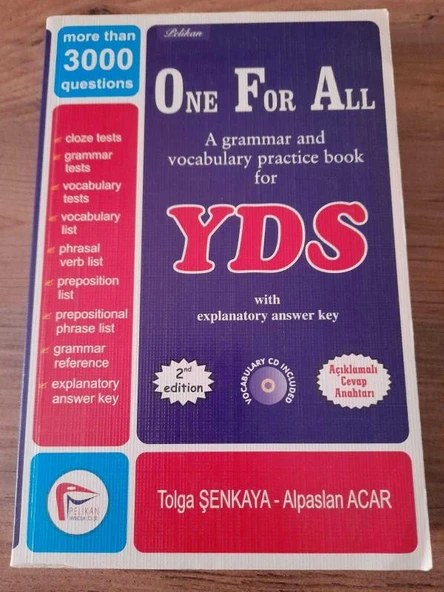 more than
3000
questions
Pelikan
ONE FOR ALL
A grammar and
vocabulary practice book
for
YDS
with
explanatory answer key
cloze tests
grammar
tests
vocabulary
tests
vocabulary
list
phrasal
verb list
preposition
list
prepositional
phrase list
grammar
reference
explanatory
answer key
2nd
edition
VOCABULARY CD INCLUDED
Açıklamalı
Cevap
Anahtarı
PELİKAN
Tolga ŞENKAYA - Alpaslan ACAR